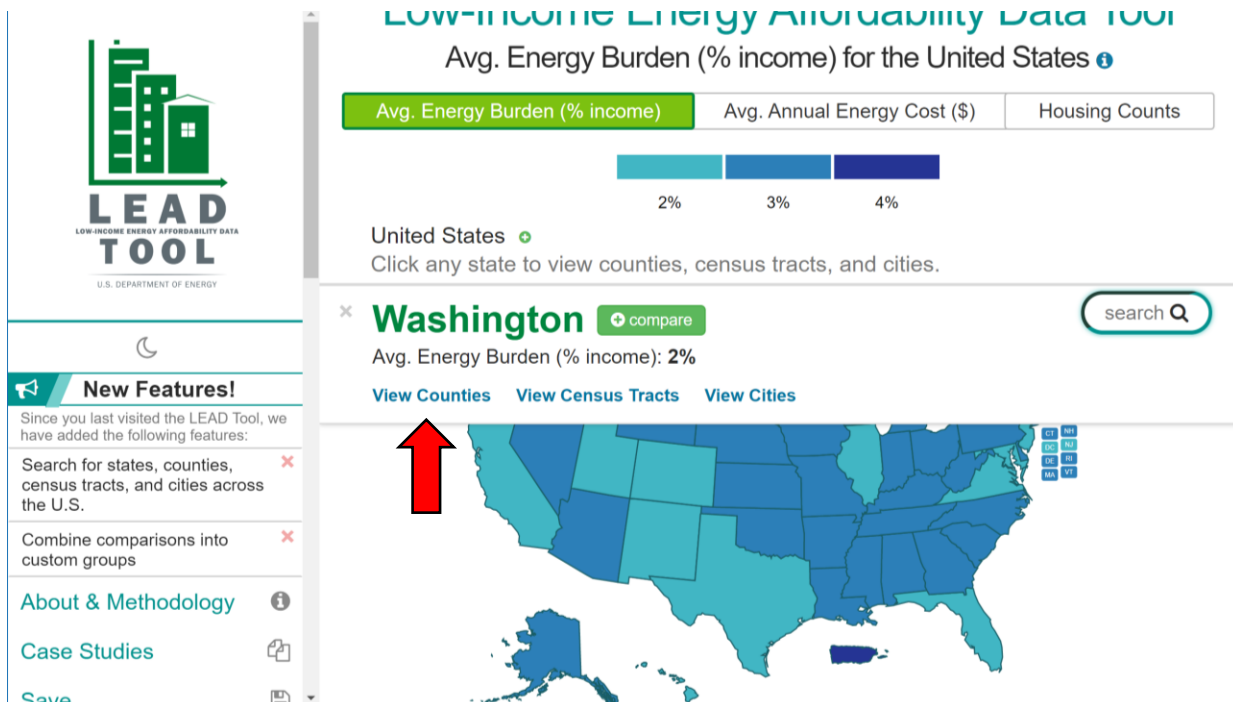 LEAD
LOW-INCOME ENERGY AFFORDABILITY DATA
TOOL
U.S. DEPARTMENT OF ENERGY
New Features!
Since you last visited the LEAD Tool, we
have added the following features:
Search for states, counties,
census tracts, and cities across
the U.S.
Combine comparisons into
custom groups
About & Methodology
Case Studies
Save
Low-Income Energy Affordability Data Tool
Avg. Energy Burden (% income) for the United States
Avg. Energy Burden (% income) Avg. Annual Energy Cost ($) Housing Counts
2% 3% 4%
United States
Click any state to view counties, census tracts, and cities.
Washington compare
search
Avg. Energy Burden (% income): 2%
View Counties View Census Tracts View Cities
CT NH
DC NJ
DE RI
MA VT